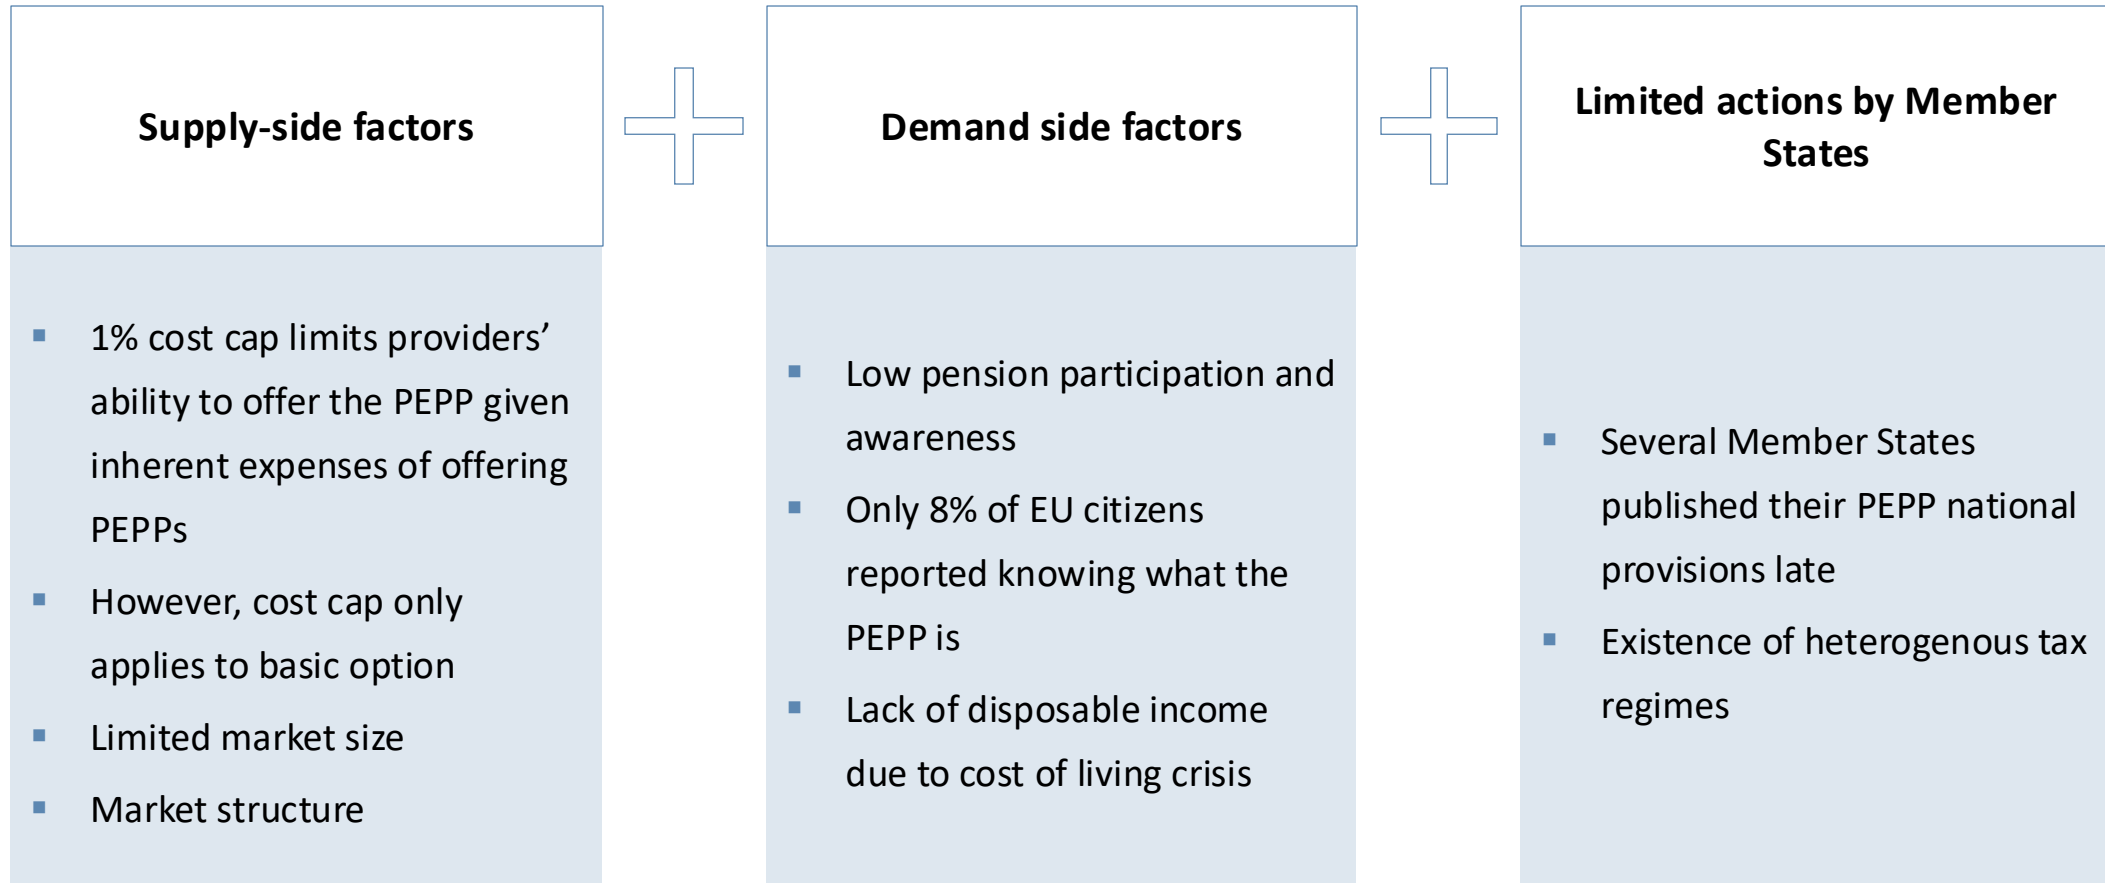 Supply-side factors
1% cost cap limits providers’
ability to offer the PEPP given
inherent expenses of offering
PEPPs
However, cost cap only
applies to basic option
Limited market size
Market structure
Demand side factors
Low pension participation and
awareness
Only 8% of EU citizens
reported knowing what the
PEPP is
Lack of disposable income
due to cost of living crisis
Limited actions by Member
States
Several Member States
published their PEPP national
provisions late
Existence of heterogenous tax
regimes